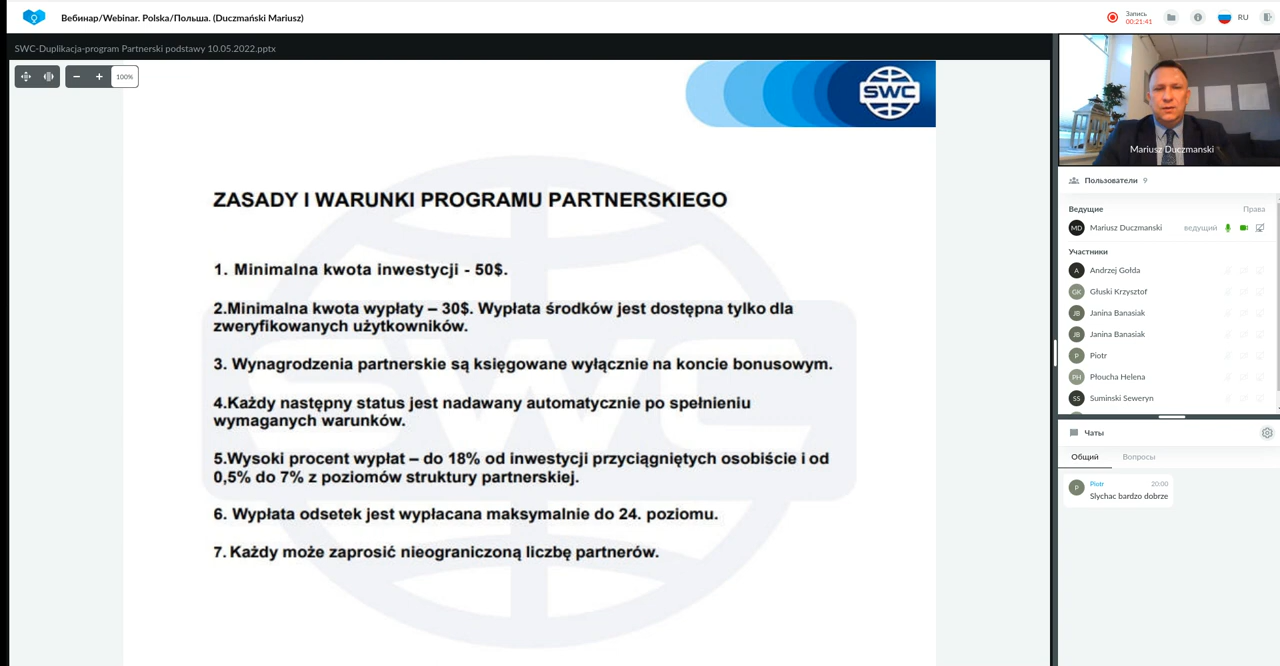 Вебинар/Webinar. Polska/Польша. (Duczmański Mariusz)
Запись
00:21:41
RU
SWC-Duplikacja-program Partnerski podstawy 10.05.2022.pptx
100%
SWC
ZASADY I WARUNKI PROGRAMU PARTNERSKIEGO
1. Minimalna kwota inwestycji - 50$.
2.Minimalna kwota wypłaty – 30$. Wypłata środków jest dostępna tylko dla
zweryfikowanych użytkowników.
3. Wynagrodzenia partnerskie są księgowane wyłącznie na koncie bonusowym.
4.Każdy następny status jest nadawany automatycznie po spełnieniu
wymaganych warunków.
5.Wysoki procent wypłat – do 18% od inwestycji przyciągniętych osobiście i od
0,5% do 7% z poziomów struktury partnerskiej.
6. Wypłata odsetek jest wypłacana maksymalnie do 24. poziomu.
7. Każdy może zaprosić nieograniczoną liczbę partnerów.
SWC
Mariusz Duczmanski
Пользователи 9
Ведущие Права
MD Mariusz Duczmanski ведущий
Участники
A Andrzej Gołda
GK Głuski Krzysztof
JB Janina Banasiak
JB Janina Banasiak
P Piotr
PH Płoucha Helena
SS Suminski Seweryn
Чаты
Общий Вопросы
P Piotr 20:00
Slychac bardzo dobrze